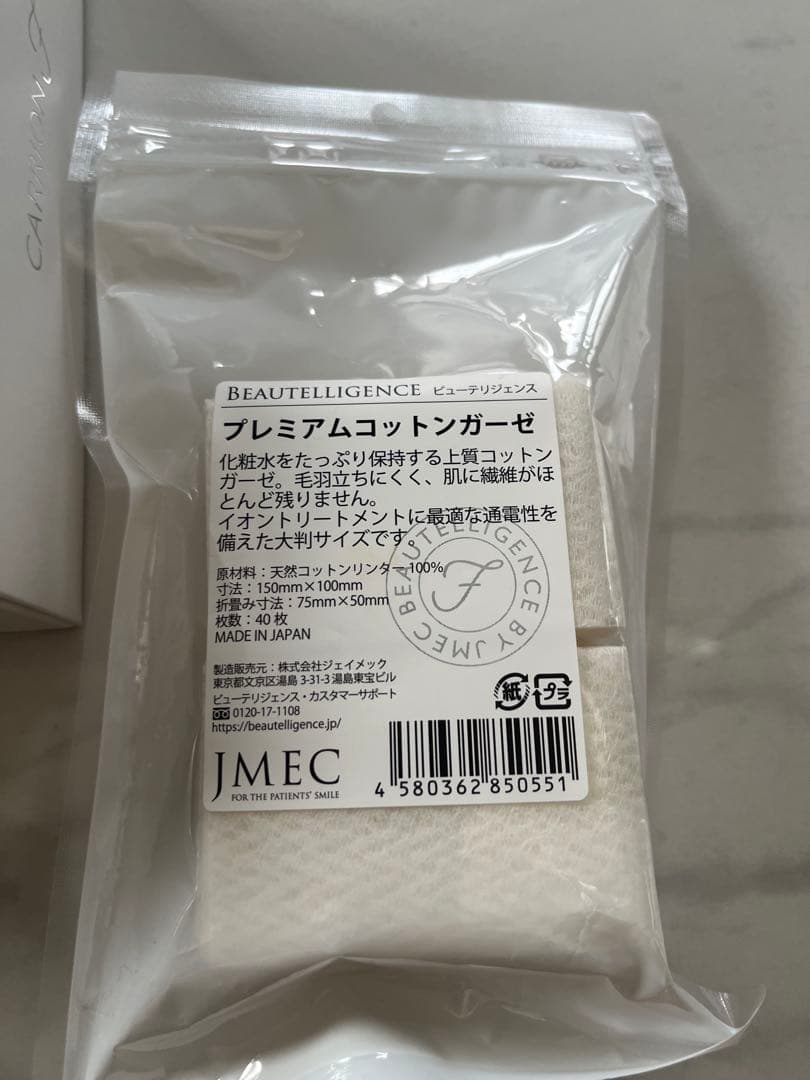 BEAUTELLIGENCE ビューテリジェンス
プレミアムコットンガーゼ
化粧水をたっぷり保持する上質コットン
ガーゼ。毛羽立ちにくく、肌に繊維がほ
とんど残りません。
イオントリートメントに最適な通電性を
備えた大判サイズです。
原材料：天然コットンリンター 100%
寸法：150mm×100mm
折畳み寸法：75mm×50mm
枚数：40 枚
MADE IN JAPAN
BEAUTELLIGENCE BY JMEC
製造販売元：株式会社ジェイメック
東京都文京区湯島 3-31-3 湯島東宝ビル
ビューテリジェンス・カスタマーサポート
0120-17-1108
https://beautelligence.jp/
紙 プラ
JMEC
FOR THE PATIENTS' SMILE
4 580362 850551